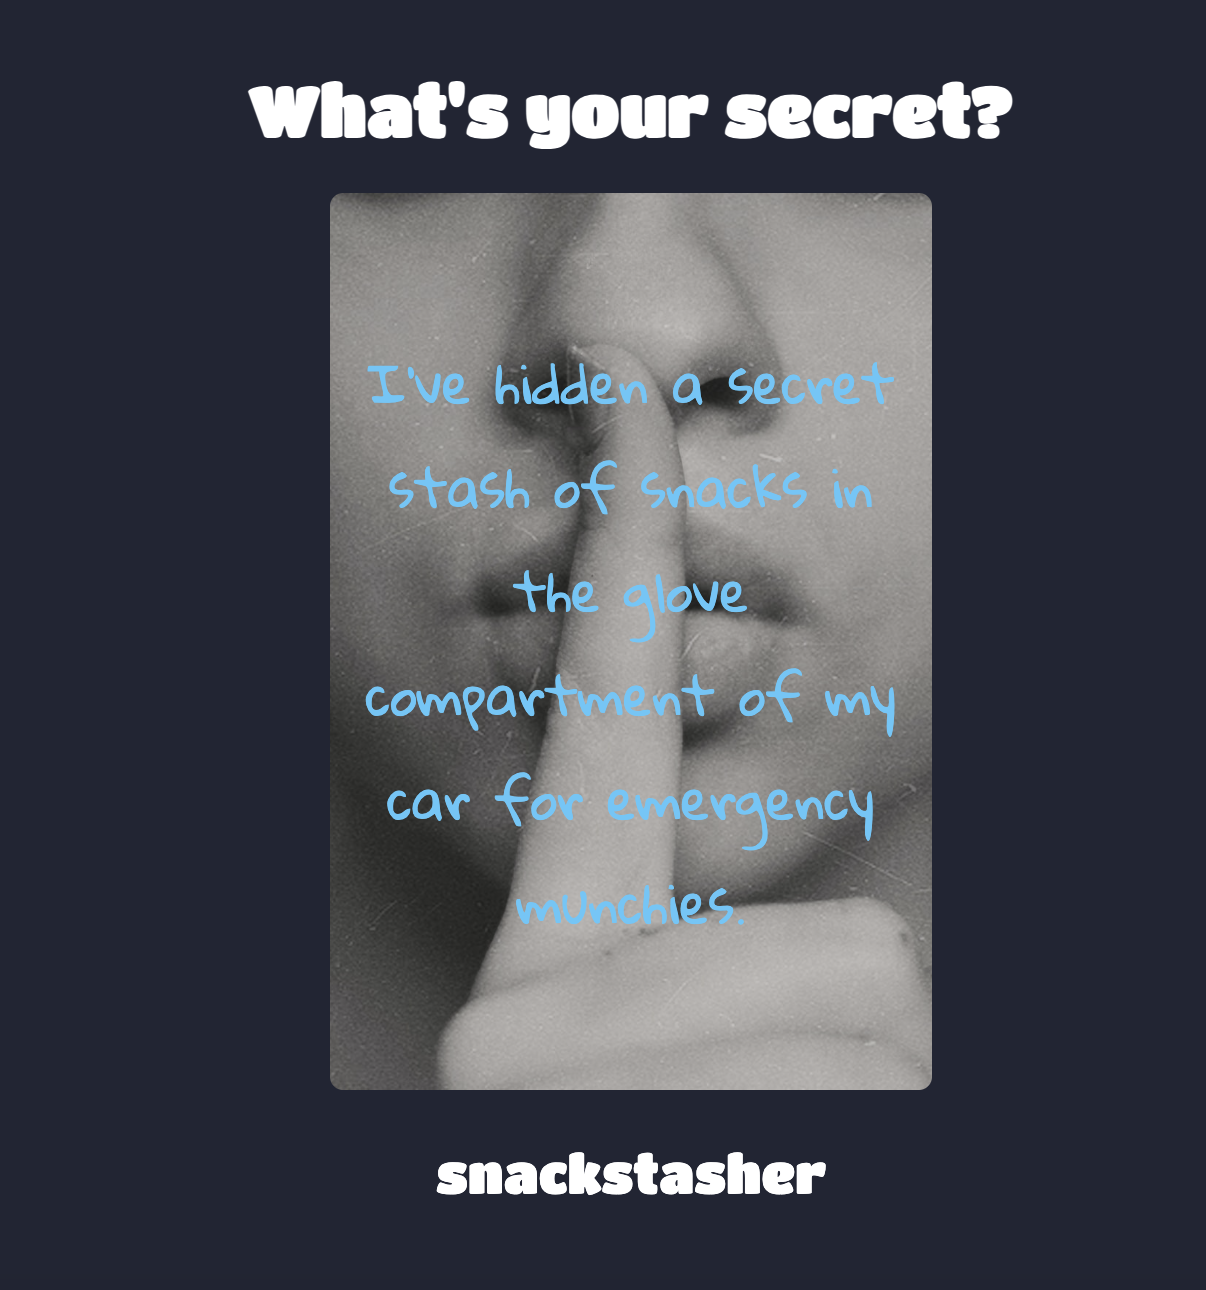 What's your secret?
I've hidden a secret
stash of snacks in
the glove
compartment of my
car for emergency
munchies.
snackstasher